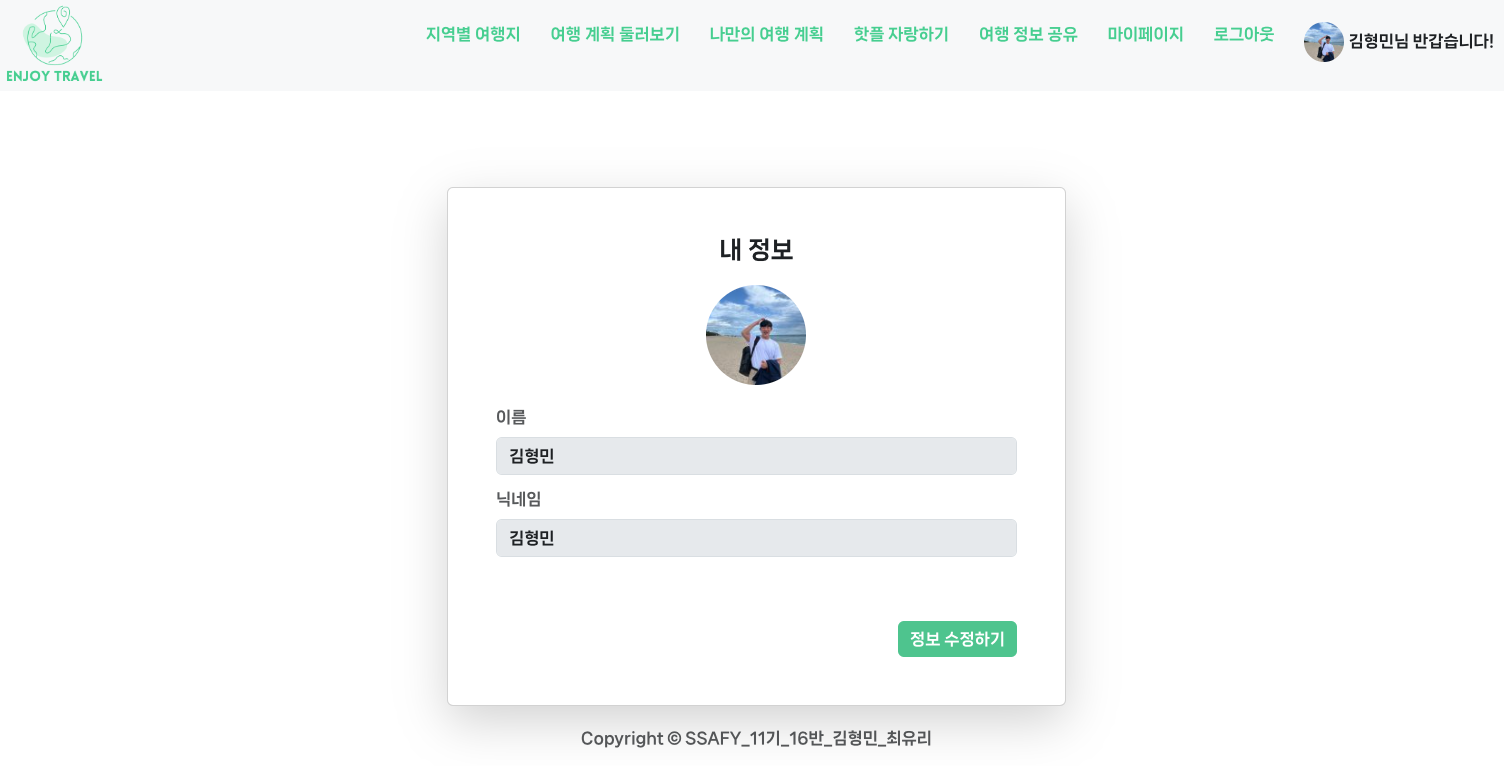 ENJOY TRAVEL
지역별 여행지 여행 계획 둘러보기 나만의 여행 계획 핫플 자랑하기 여행 정보 공유 마이페이지 로그아웃 김형민님 반갑습니다!
내 정보
이름
김형민
닉네임
김형민
정보 수정하기
Copyright © SSAFY_11기_16반_김형민_최유리